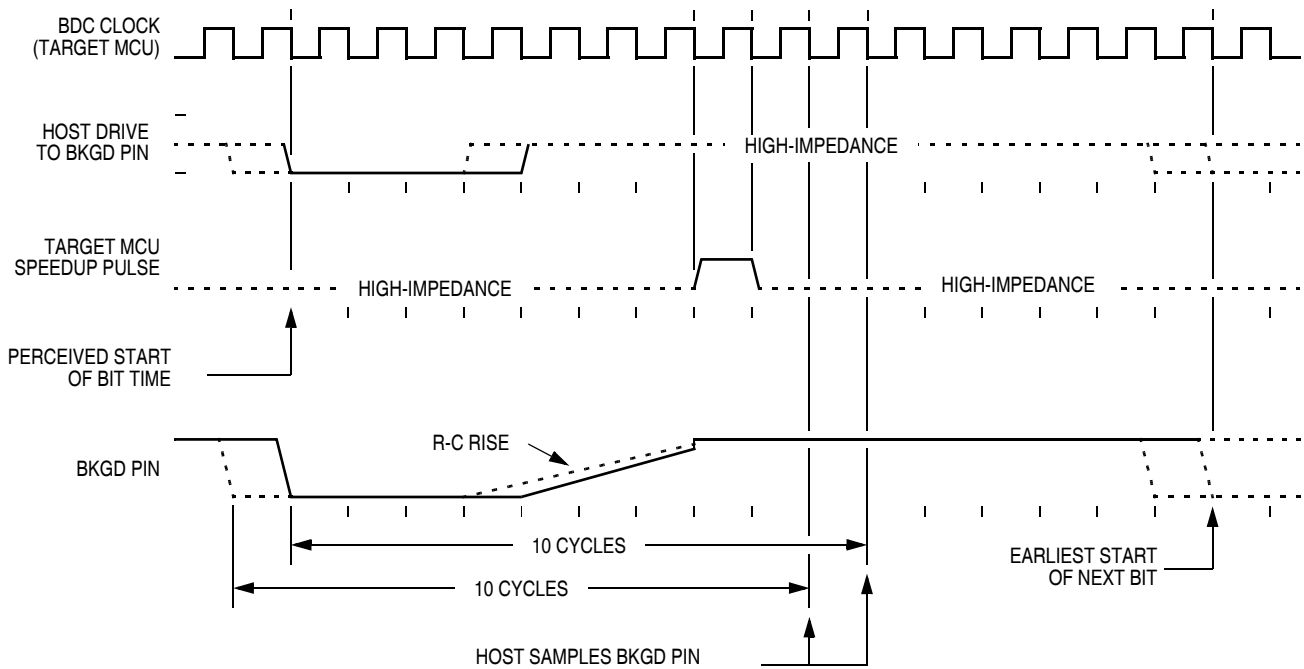 BDC CLOCK
(TARGET MCU)
HOST DRIVE
TO BKGD PIN
HIGH-IMPEDANCE
TARGET MCU
SPEEDUP PULSE
HIGH-IMPEDANCE
HIGH-IMPEDANCE
PERCEIVED START
OF BIT TIME
R-C RISE
BKGD PIN
10 CYCLES
10 CYCLES
EARLIEST START
OF NEXT BIT
HOST SAMPLES BKGD PIN